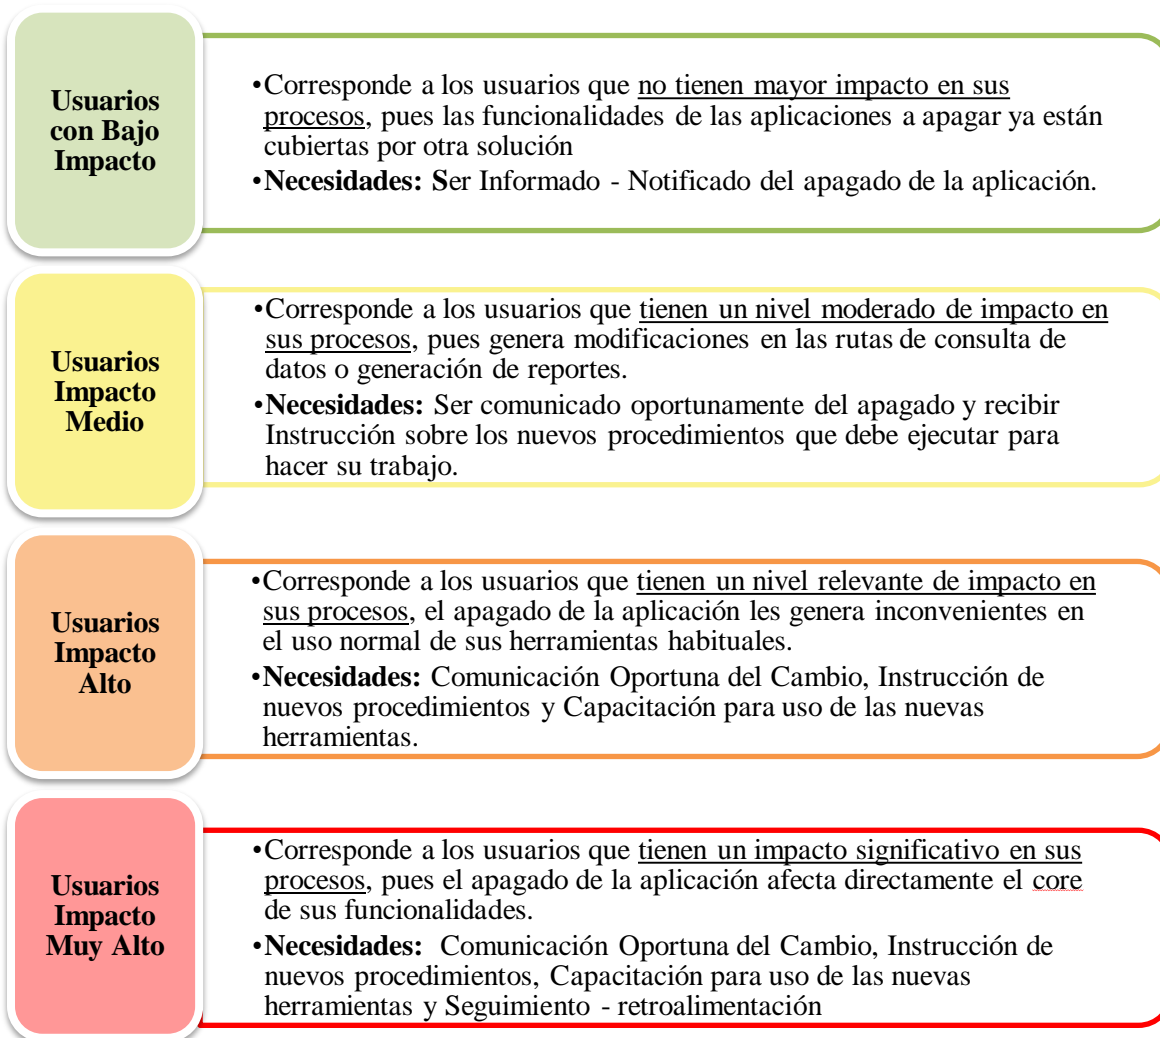 Usuarios
con Bajo
Impacto
•Corresponde a los usuarios que no tienen mayor impacto en sus
procesos, pues las funcionalidades de las aplicaciones a apagar ya están
cubiertas por otra solución
•Necesidades: Ser Informado - Notificado del apagado de la aplicación.
Usuarios
Impacto
Medio
•Corresponde a los usuarios que tienen un nivel moderado de impacto en
sus procesos, pues genera modificaciones en las rutas de consulta de
datos o generación de reportes.
•Necesidades: Ser comunicado oportunamente del apagado y recibir
Instrucción sobre los nuevos procedimientos que debe ejecutar para
hacer su trabajo.
Usuarios
Impacto
Alto
•Corresponde a los usuarios que tienen un nivel relevante de impacto en
sus procesos, el apagado de la aplicación les genera inconvenientes en
el uso normal de sus herramientas habituales.
•Necesidades: Comunicación Oportuna del Cambio, Instrucción de
nuevos procedimientos y Capacitación para uso de las nuevas
herramientas.
Usuarios
Impacto
Muy Alto
•Corresponde a los usuarios que tienen un impacto significativo en sus
procesos, pues el apagado de la aplicación afecta directamente el core
de sus funcionalidades.
•Necesidades: Comunicación Oportuna del Cambio, Instrucción de
nuevos procedimientos, Capacitación para uso de las nuevas
herramientas y Seguimiento - retroalimentación